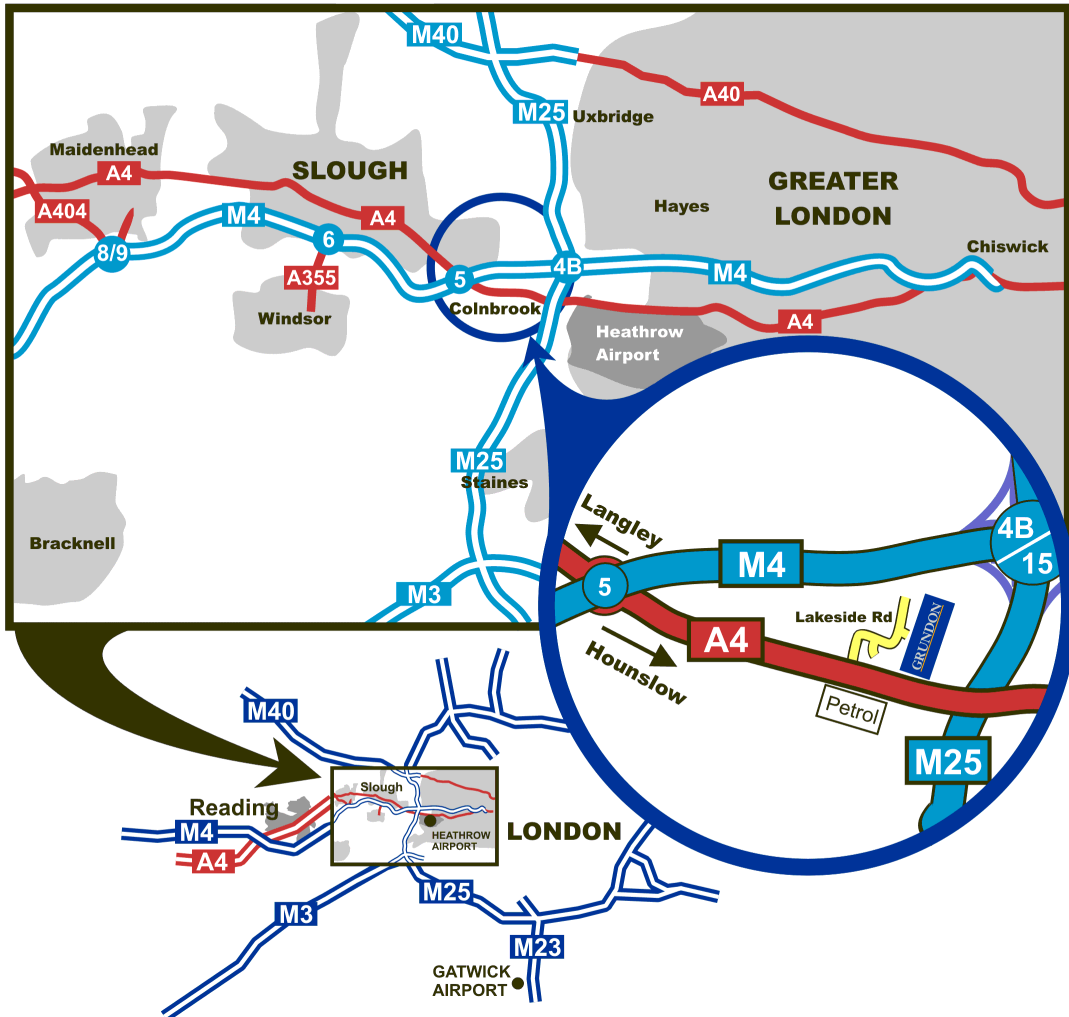 M40
M25
Uxbridge
A40
Maidenhead
A4
SLOUGH
GREATER
LONDON
A404
M4
A4
Hayes
8/9
6
A355
Windsor
5
4B
Colnbrook
M4
Chiswick
A4
Heathrow
Airport
M25
Staines
Bracknell
M3
Langley
5
M4
4B
15
Hounslow
A4
Lakeside Rd
GRUNDON
Petrol
M25
M40
Slough
Reading
M4
A4
HEATHROW
AIRPORT
LONDON
M25
M3
M23
GATWICK
AIRPORT